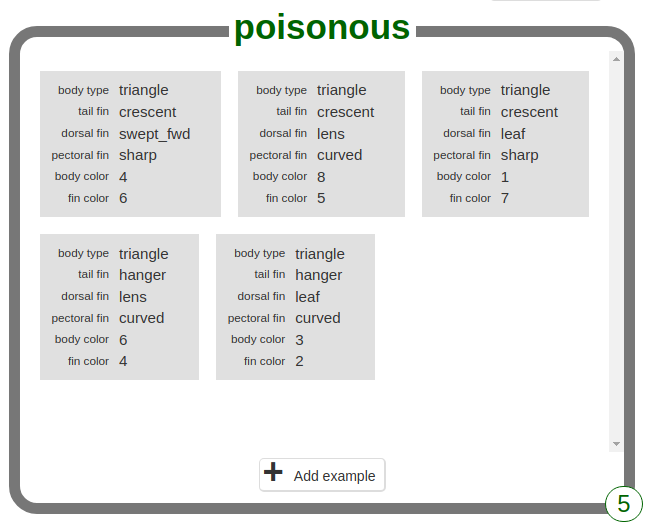 poisonous
body type triangle
tail fin crescent
dorsal fin swept_fwd
pectoral fin sharp
body color 4
fin color 6
body type triangle
tail fin crescent
dorsal fin lens
pectoral fin curved
body color 8
fin color 5
body type triangle
tail fin crescent
dorsal fin leaf
pectoral fin sharp
body color 1
fin color 7
body type triangle
tail fin hanger
dorsal fin lens
pectoral fin curved
body color 6
fin color 4
body type triangle
tail fin hanger
dorsal fin leaf
pectoral fin curved
body color 3
fin color 2
Add example
5